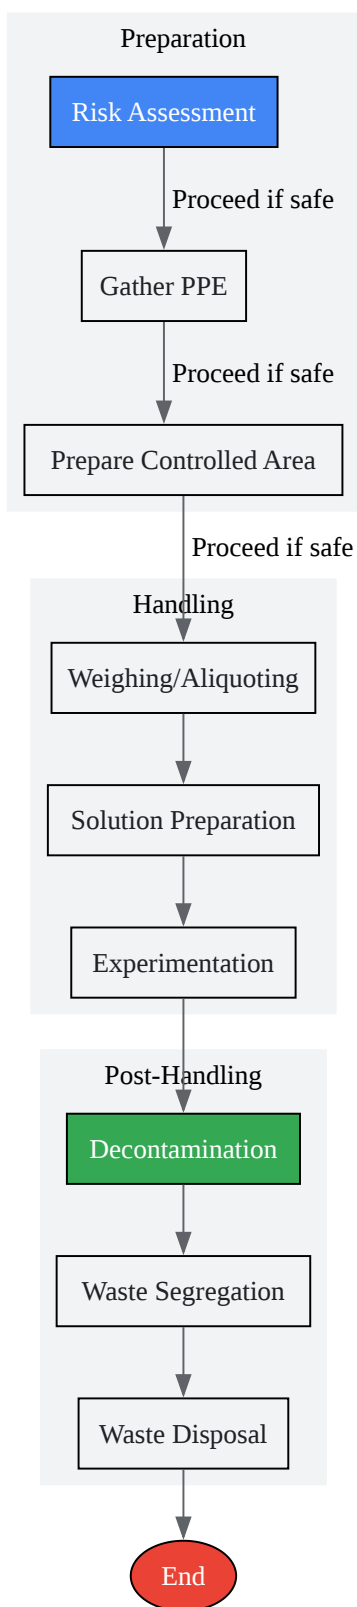 Preparation
Risk Assessment
Proceed if safe
Gather PPE
Proceed if safe
Prepare Controlled Area
Proceed if safe
Handling
Weighing/Aliquoting
Solution Preparation
Experimentation
Post-Handling
Decontamination
Waste Segregation
Waste Disposal
End